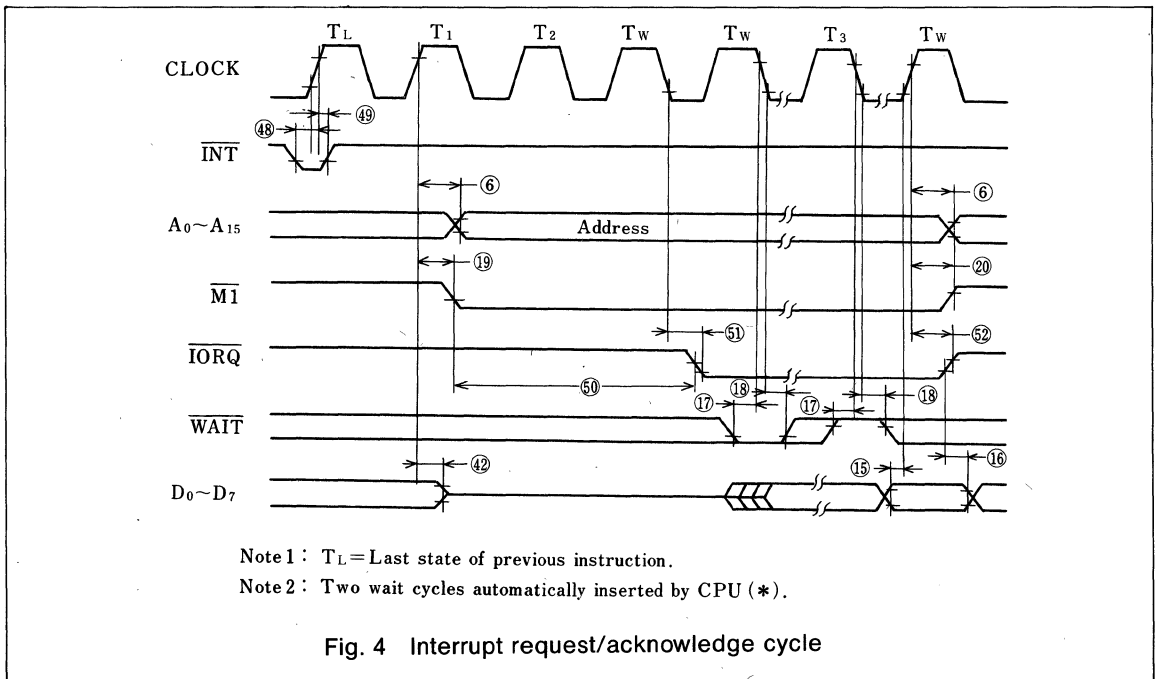 TL T1 T2 TW TW T3 TW
CLOCK
㊾
㊽
INT
⑥ ⑥
A0~A15
Address
⑲ ⑳
M1
51 52
IORQ
50 ⑱
⑰ ⑰ ⑱
WAIT
42 ⑮ ⑯
D0~D7
Note 1 : TL=Last state of previous instruction.
Note 2 : Two wait cycles automatically inserted by CPU (*).
Fig. 4 Interrupt request/acknowledge cycle